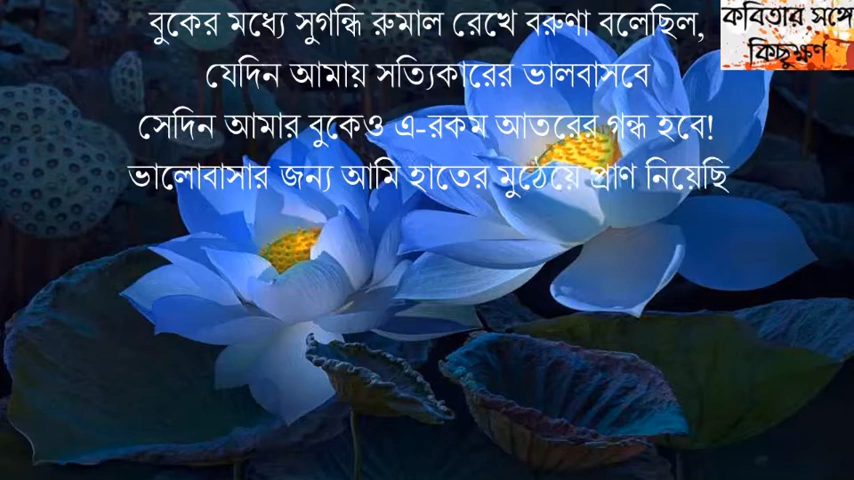 বুকের মধ্যে সুগন্ধি রুমাল রেখে বরুণা বলেছিল,
যেদিন আমায় সত্যিকারের ভালবাসবে
সেদিন আমার বুকেও এ-রকম আতরের গন্ধ হবে!
ভালোবাসার জন্য আমি হাতের মুঠেয়ে প্রাণ নিয়েছি
কবিতার সঙ্গে
কিছুক্ষণ